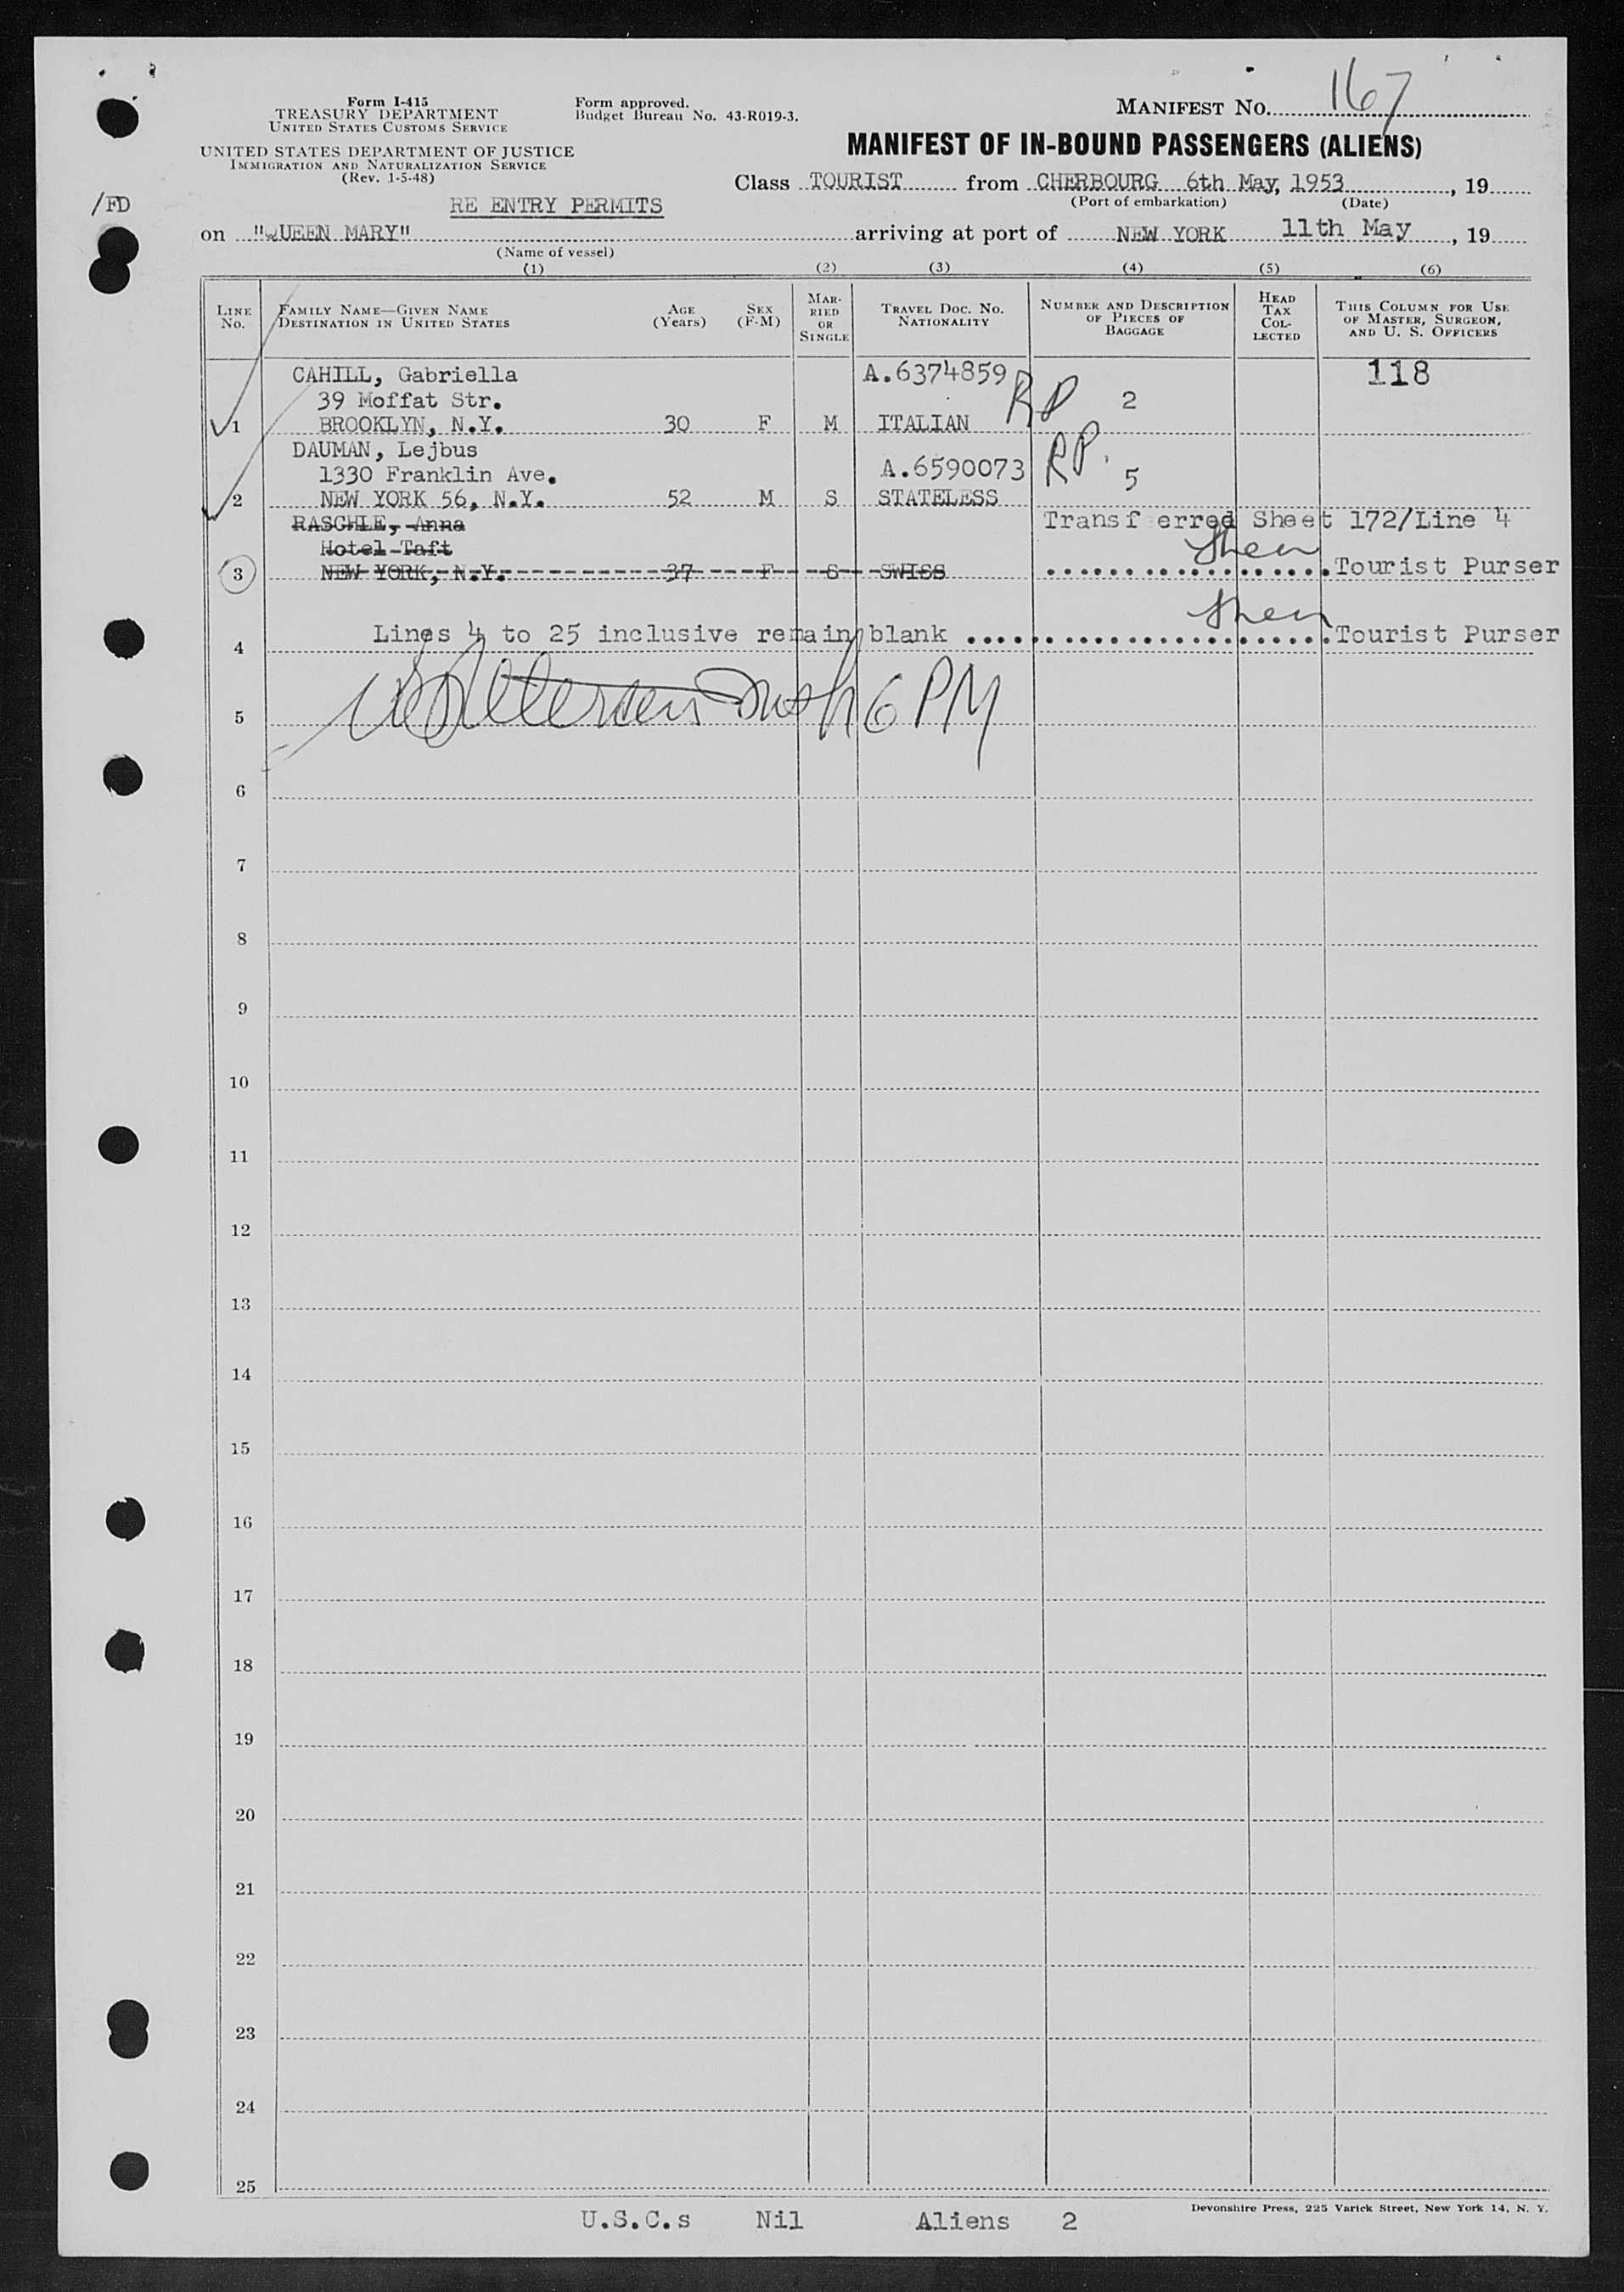 Form I-415
TREASURY DEPARTMENT
UNITED STATES CUSTOMS SERVICE
UNITED STATES DEPARTMENT OF JUSTICE
IMMIGRATION AND NATURALIZATION SERVICE
(Rev. 1-5-48)
Form approved.
Budget Bureau No. 43-R019-3.
MANIFEST NO. 167
MANIFEST OF IN-BOUND PASSENGERS (ALIENS)
Class TOURIST from CHERBOURG 6th May, 1953, 19
(Port of embarkation) (Date)
/FD
RE ENTRY PERMITS
on "QUEEN MARY" arriving at port of NEW YORK 11th May, 19
(Name of vessel)
(1) (2) (3) (4) (5) (6)
LINE No. FAMILY NAME—GIVEN NAME DESTINATION IN UNITED STATES AGE (Years) SEX (F-M) MARRIED OR SINGLE TRAVEL DOC. NO. NATIONALITY NUMBER AND DESCRIPTION OF PIECES OF BAGGAGE HEAD TAX COLLECTED THIS COLUMN FOR USE OF MASTER, SURGEON, AND U. S. OFFICERS
CAHILL, Gabriella A.6374859 RP 118
39 Moffat Str. 2
1 BROOKLYN, N.Y. 30 F M ITALIAN
DAUMAN, Lejbus
1330 Franklin Ave. A.6590073 RP. 5
2 NEW YORK 56, N.Y. 52 M S STATELESS
RASCHLE, Anna Transferred Sheet 172/Line 4
Hotel Taft
3 NEW YORK, N.Y. 37 F S SWISS Tourist Purser
4 Lines 4 to 25 inclusive remain blank Tourist Purser
5 6 PM
6
7
8
9
10
11
12
13
14
15
16
17
18
19
20
21
22
23
24
25
Devonshire Press, 225 Varick Street, New York 14, N. Y.
U.S.C.s Nil Aliens 2